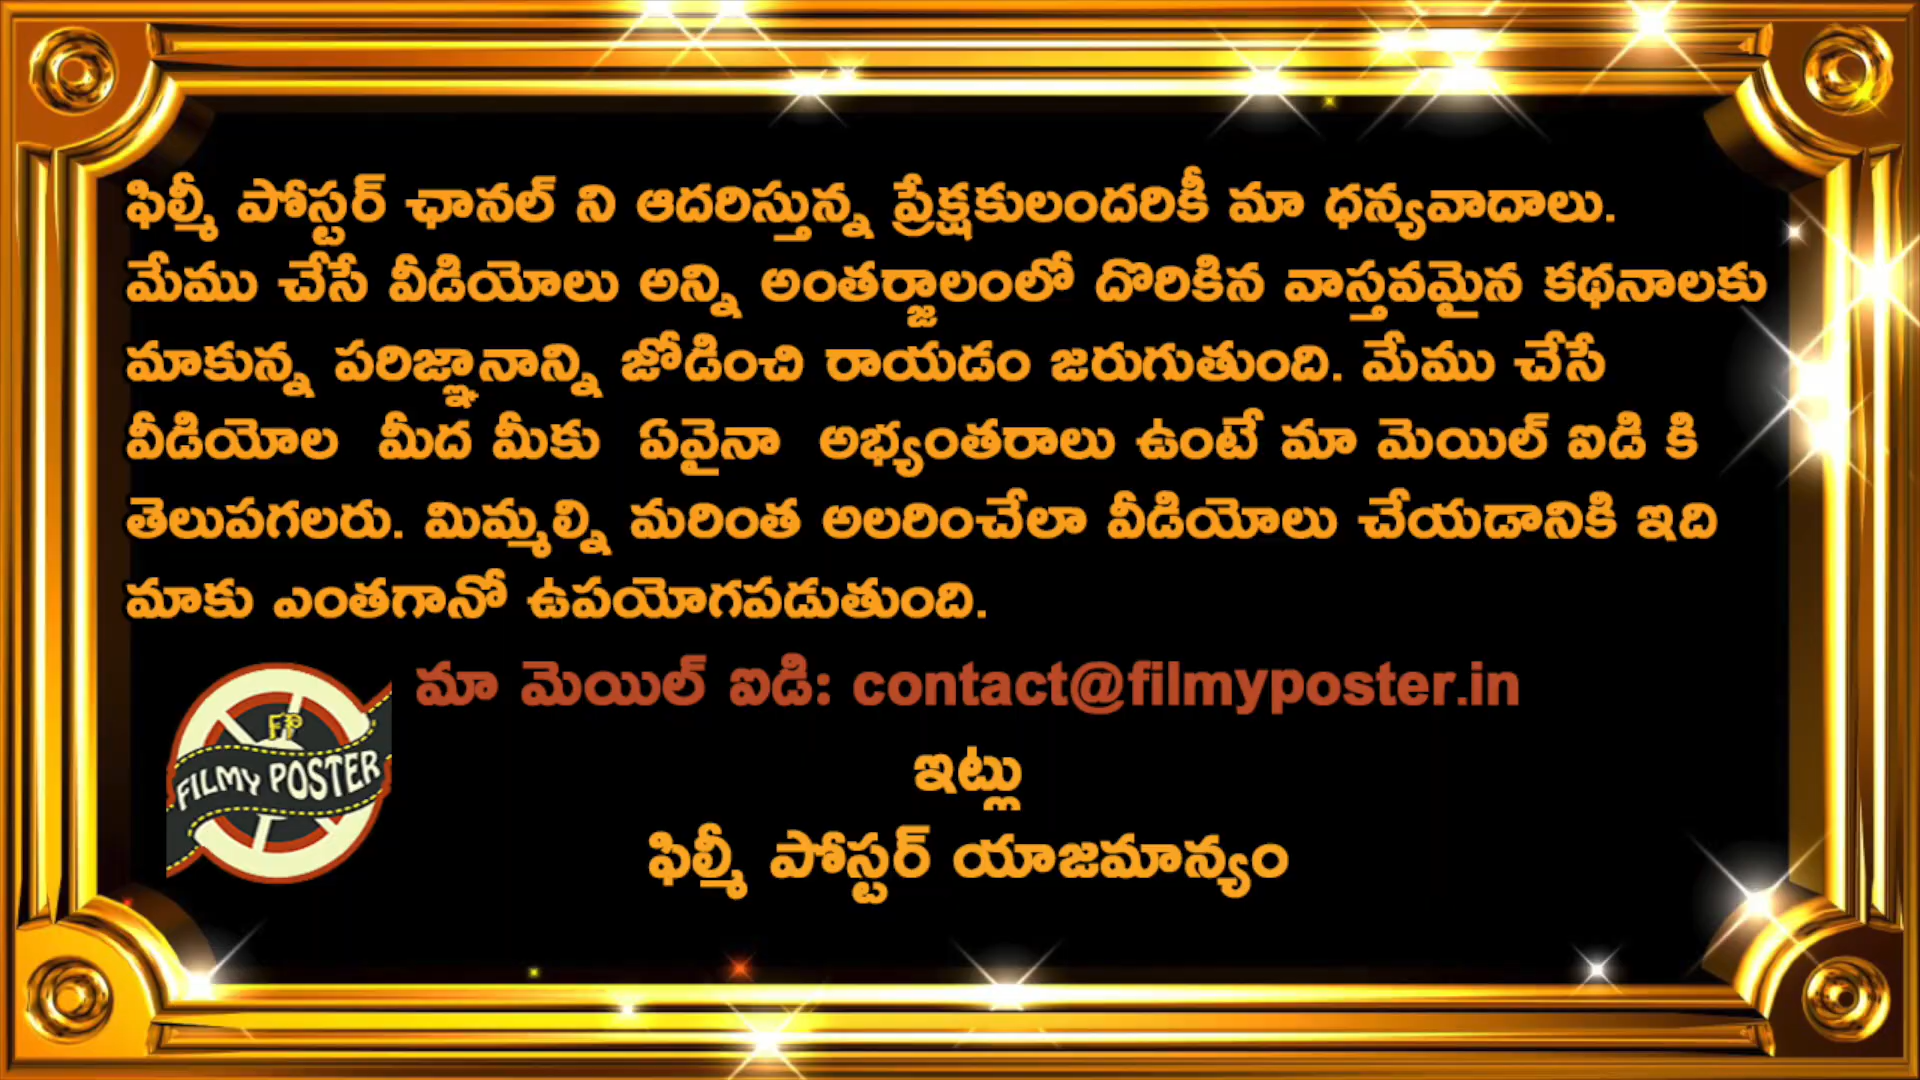 ఫిల్మీ పోస్టర్ ఛానల్ ని ఆదరిస్తున్న ప్రేక్షకులందరికీ మా ధన్యవాదాలు.
మేము చేసే వీడియోలు అన్ని అంతర్జాలంలో దొరికిన వాస్తవమైన కథనాలకు
మాకున్న పరిజ్ఞానాన్ని జోడించి రాయడం జరుగుతుంది. మేము చేసే
వీడియోల మీద మీకు ఏవైనా అభ్యంతరాలు ఉంటే మా మెయిల్ ఐడి కి
తెలుపగలరు. మిమ్మల్ని మరింత అలరించేలా వీడియోలు చేయడానికి ఇది
మాకు ఎంతగానో ఉపయోగపడుతుంది.
మా మెయిల్ ఐడి: contact@filmyposter.in
FP
FILMY POSTER
ఇట్లు
ఫిల్మీ పోస్టర్ యాజమాన్యం